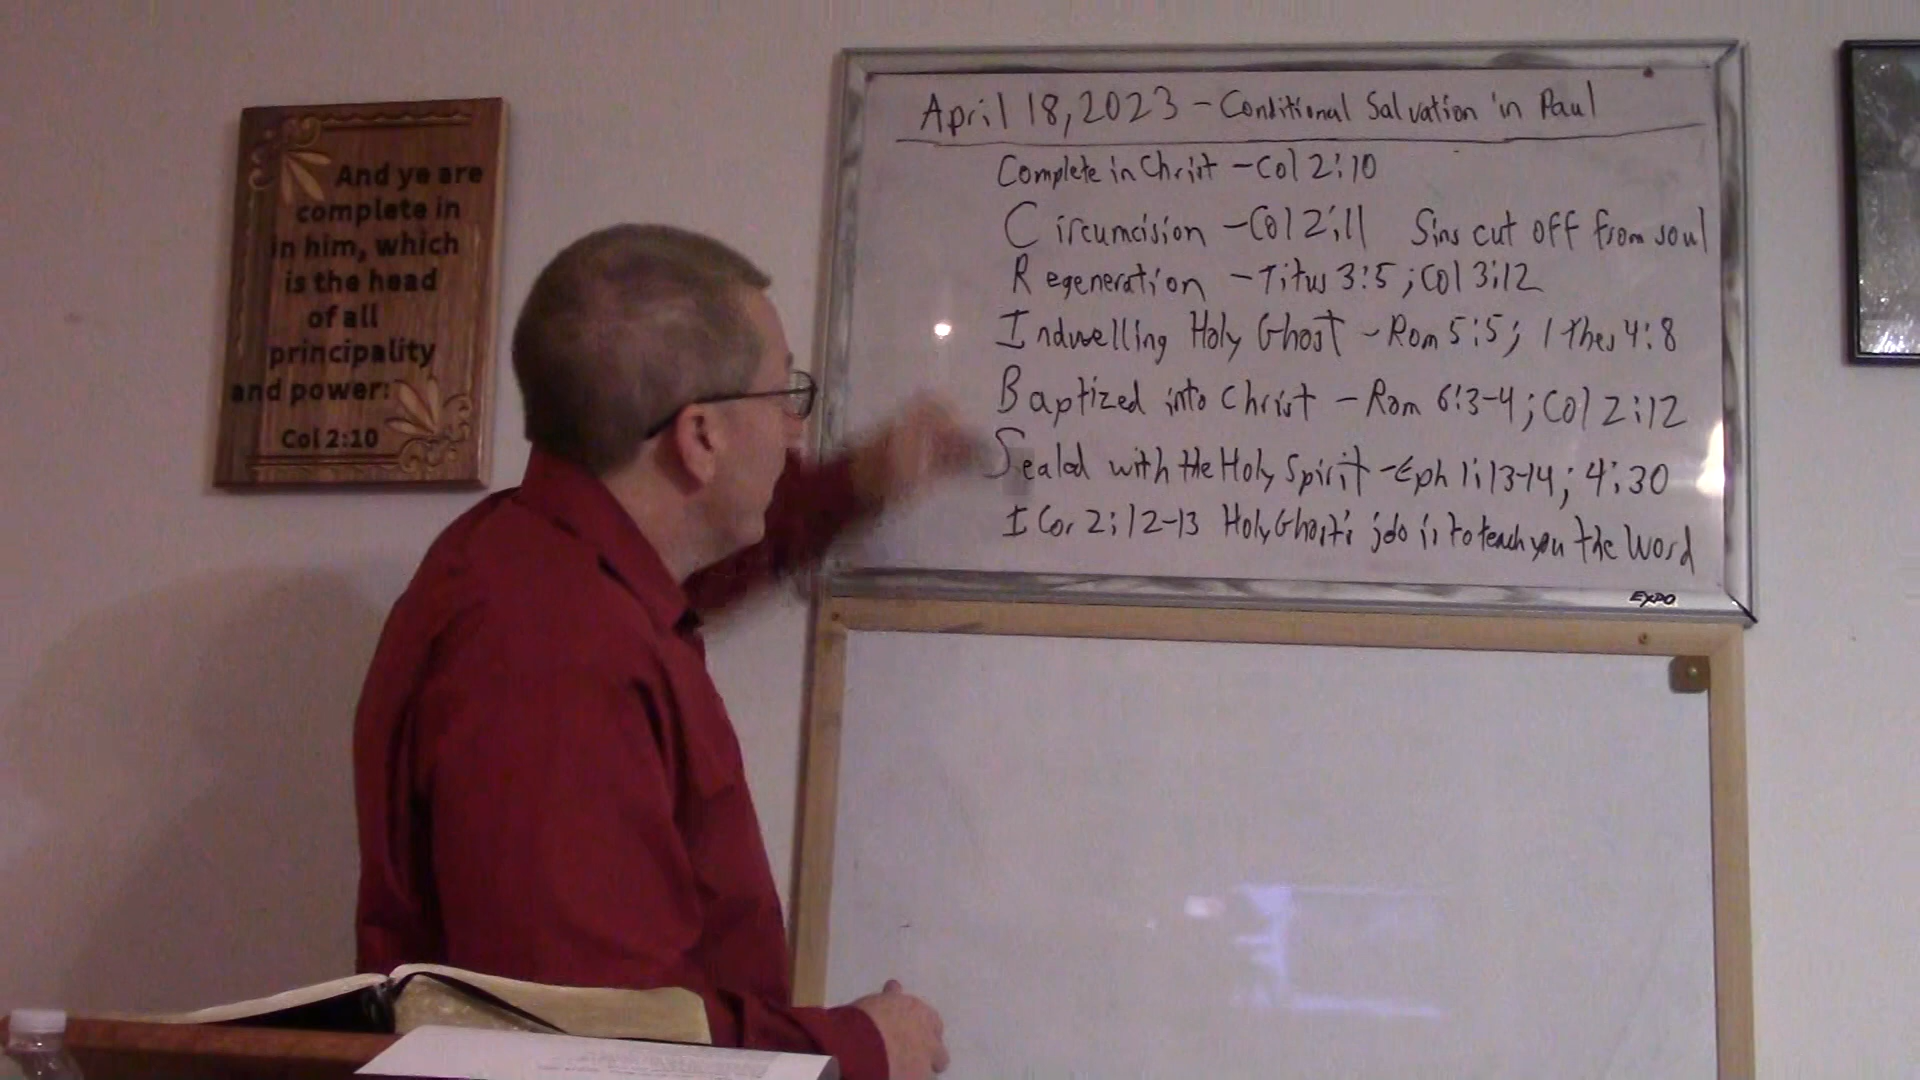 And ye are
complete in
in him, which
is the head
of all
principality
and power:
Col 2:10
April 18, 2023 - Conditional Salvation in Paul
Complete in Christ - Col 2:10
Circumcision - Col 2:11 Sins cut off from soul
Regeneration - Titus 3:5; Col 3:12
Indwelling Holy Ghost - Rom 5:5; 1 Thes 4:8
Baptized into Christ - Rom 6:3-4; Col 2:12
Sealed with the Holy Spirit - Eph 1:13-14; 4:30
I Cor 2:12-13 Holy Ghost's job is to teach you the Word
EXPO